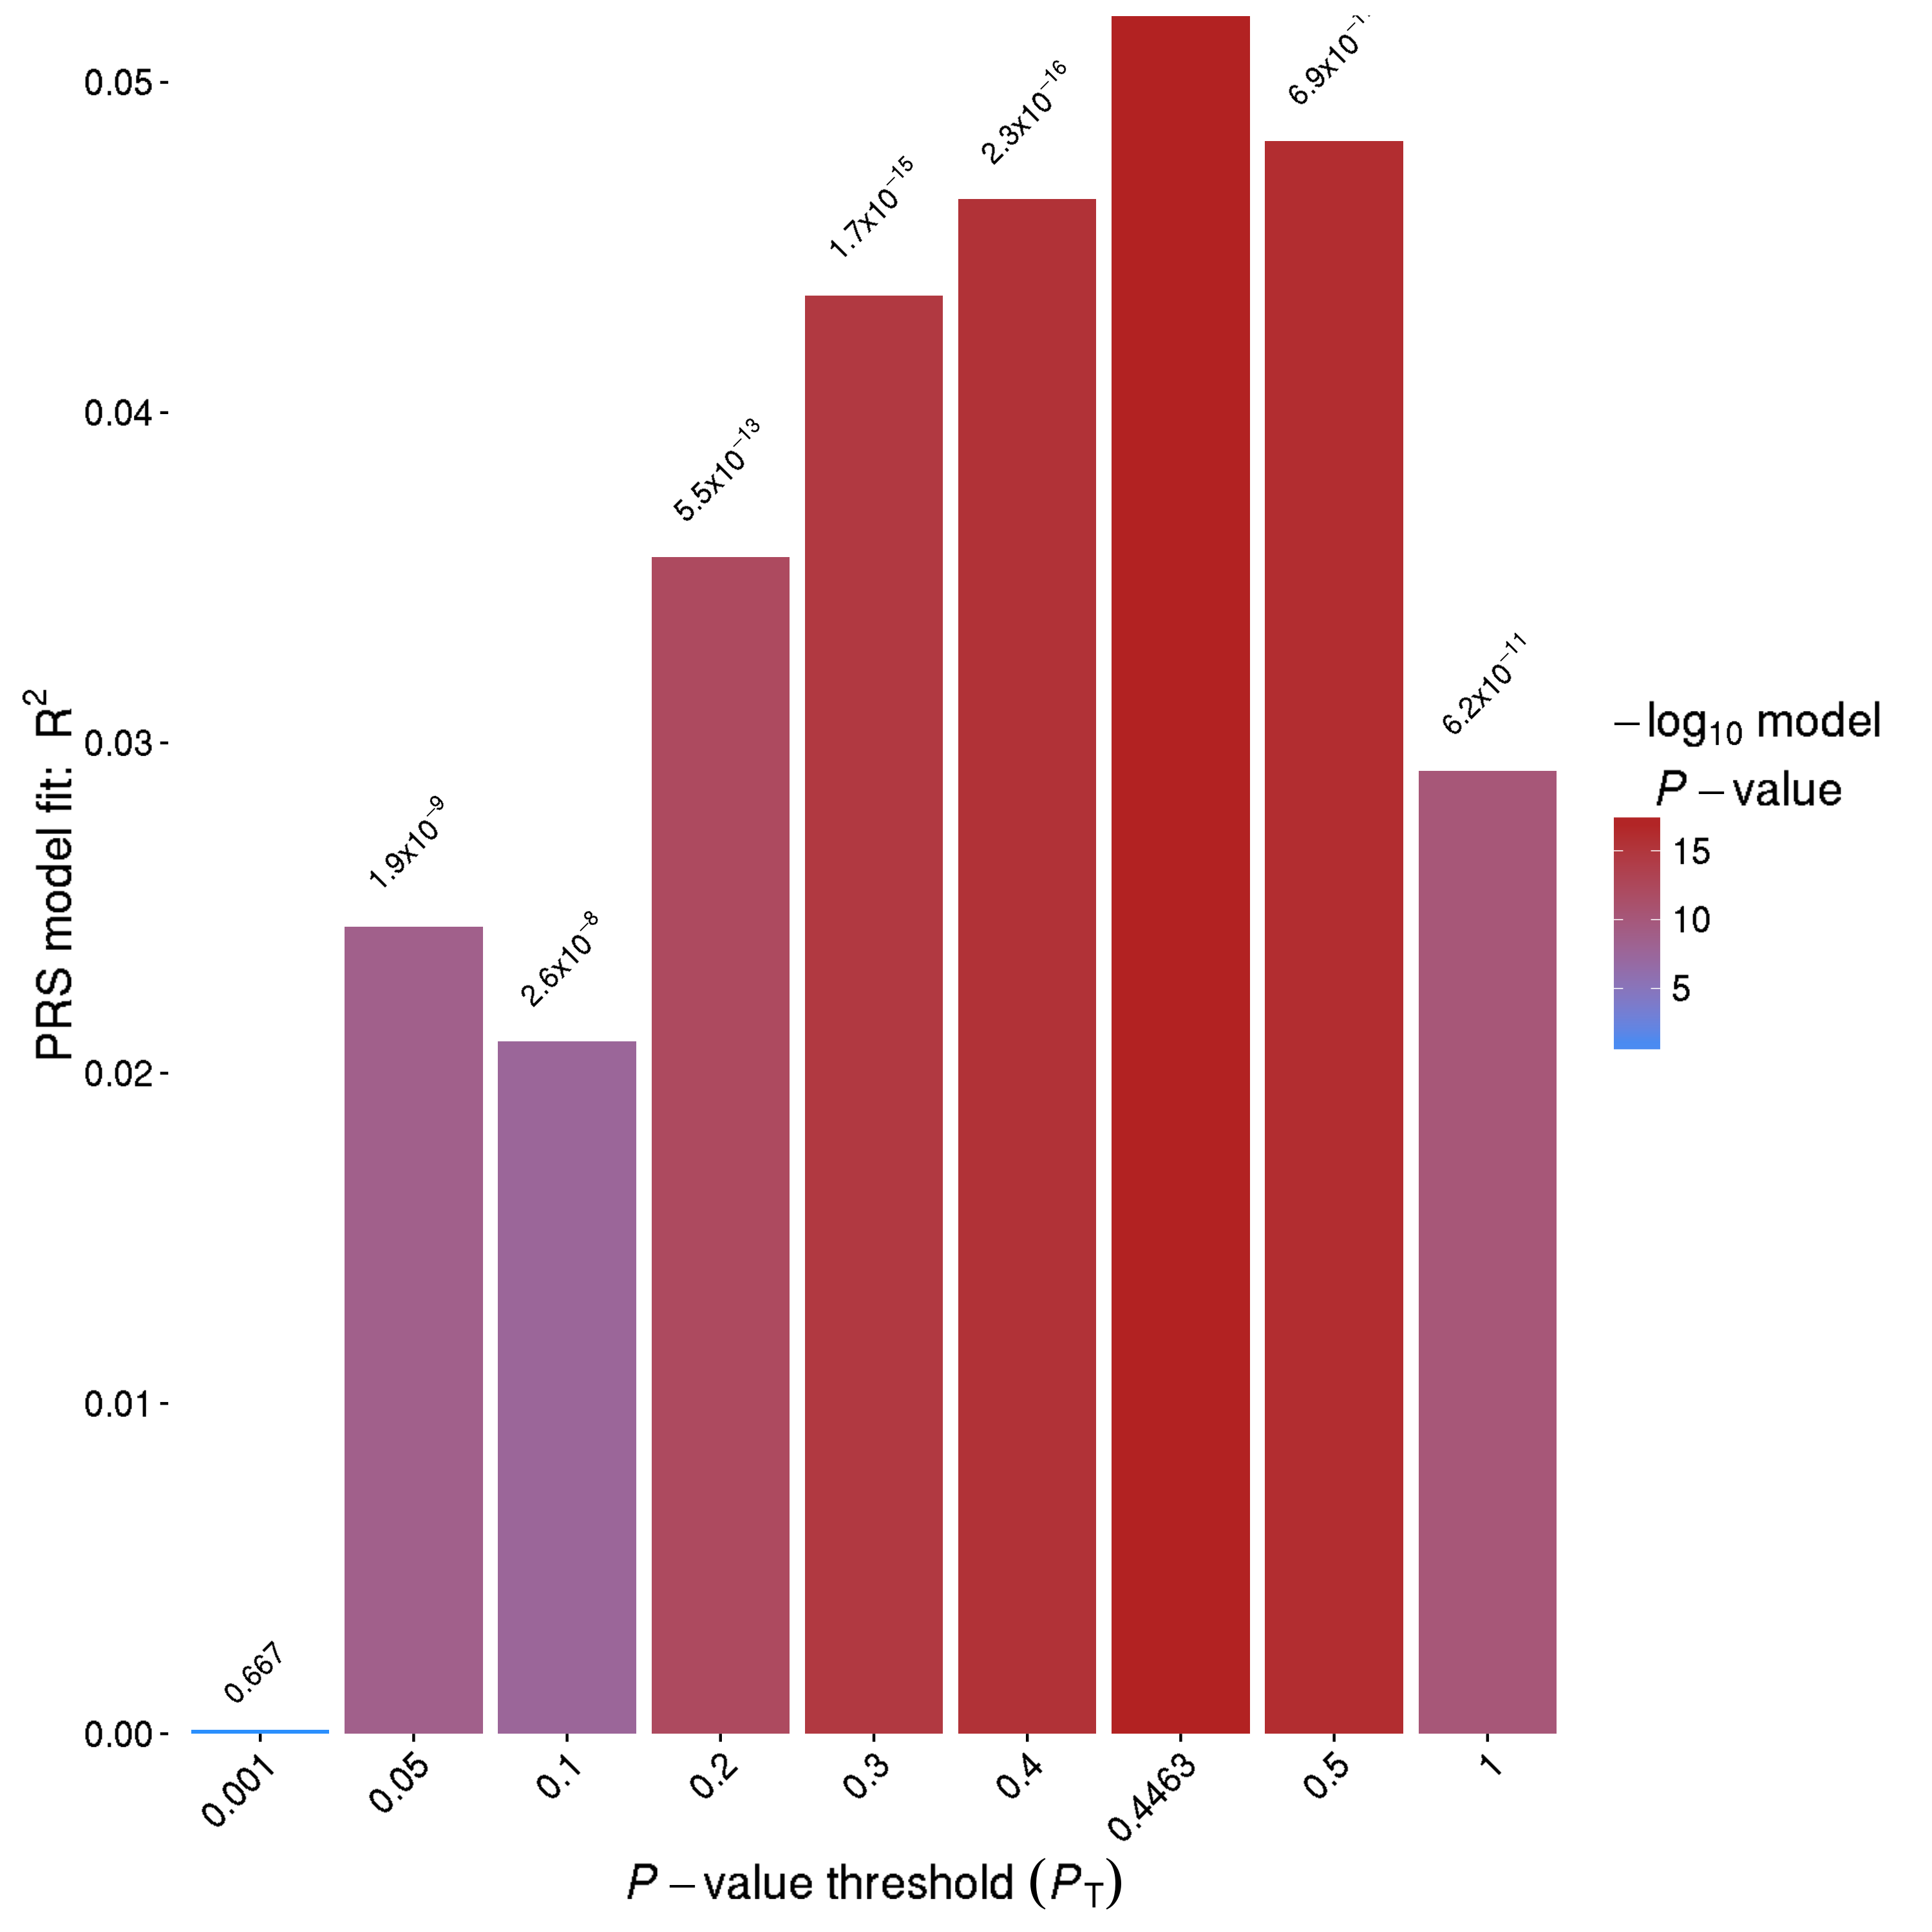 PRS model fit: R²
0.05
0.04
0.03
0.02
0.01
0.00
0.667
1.9x10⁻⁹
2.6x10⁻⁸
5.5x10⁻¹³
1.7x10⁻¹⁵
2.3x10⁻¹⁶
6.2x10⁻¹¹
0.001
0.05
0.1
0.2
0.3
0.4
0.4463
0.5
1
P – value threshold (P_T)
–log₁₀ model
P – value
15
10
5